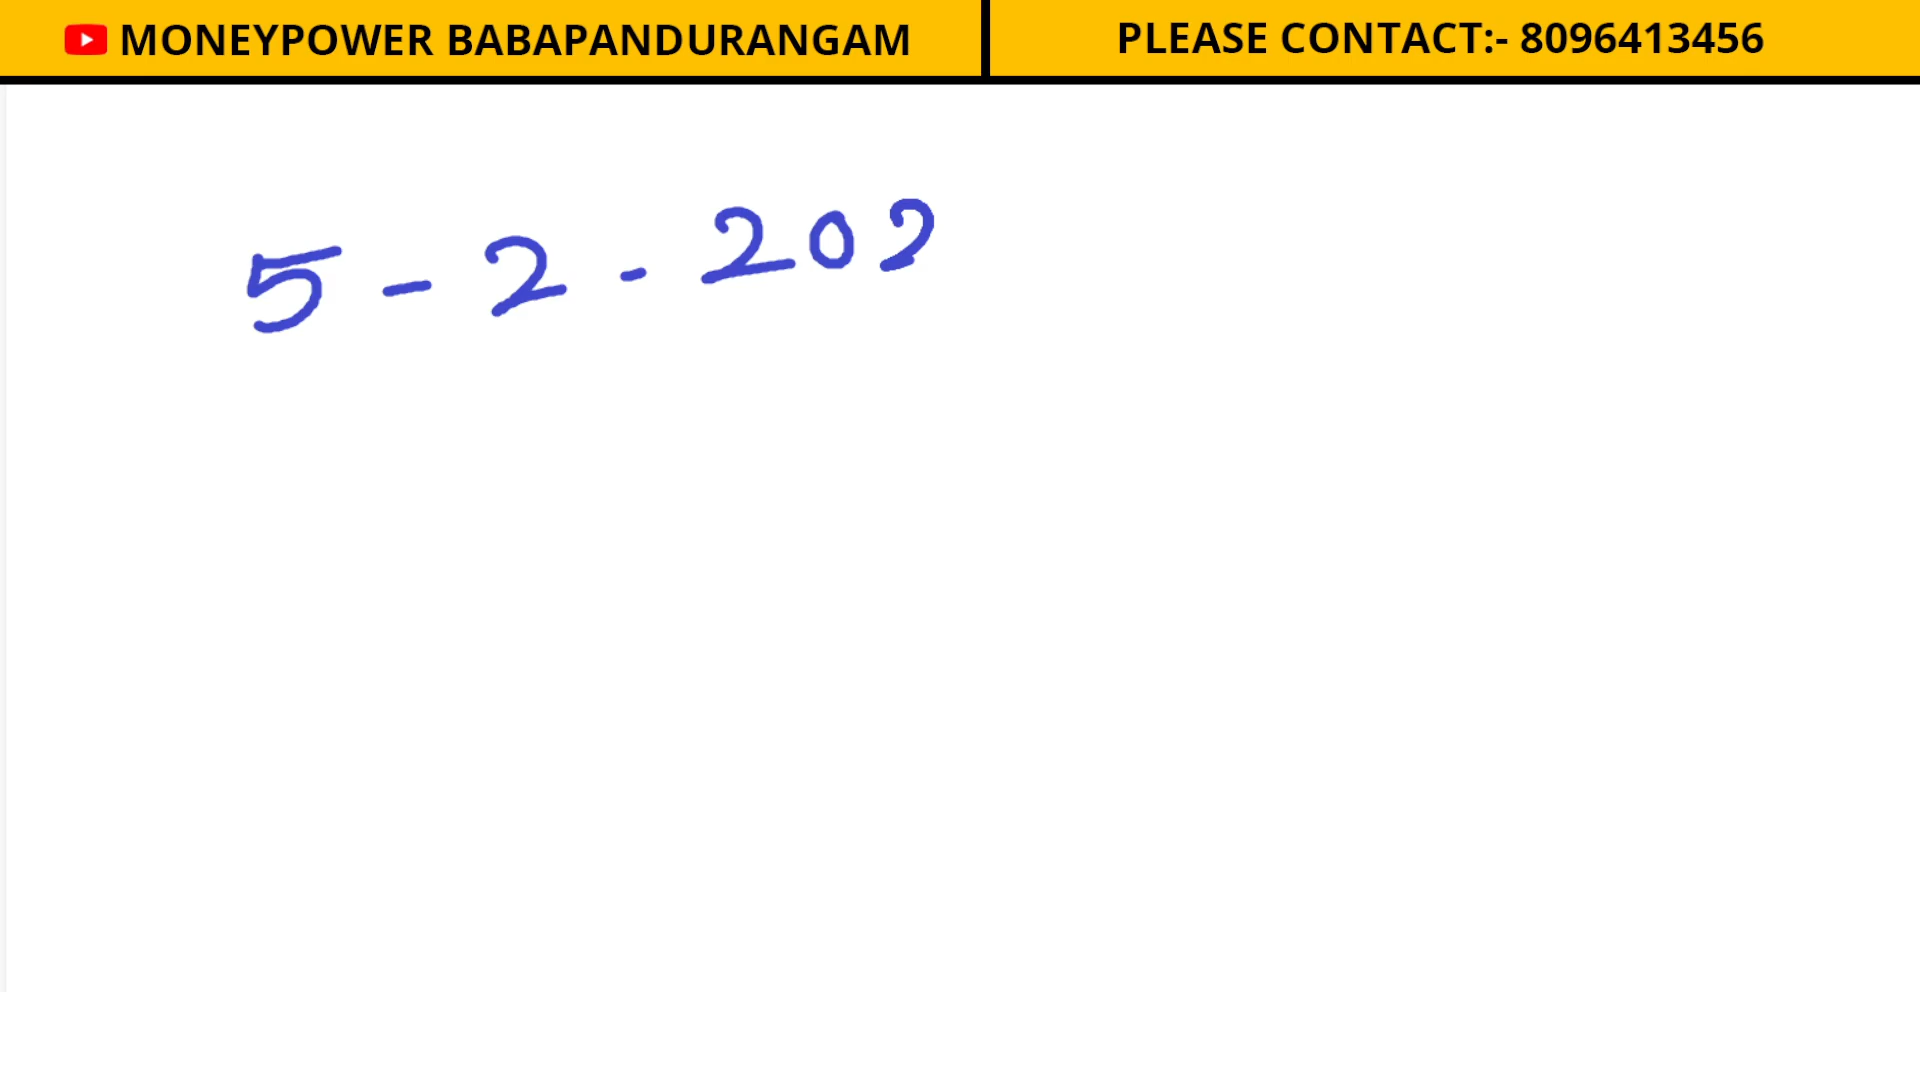 MONEYPOWER BABAPANDURANGAM
PLEASE CONTACT:- 8096413456
5-2-202